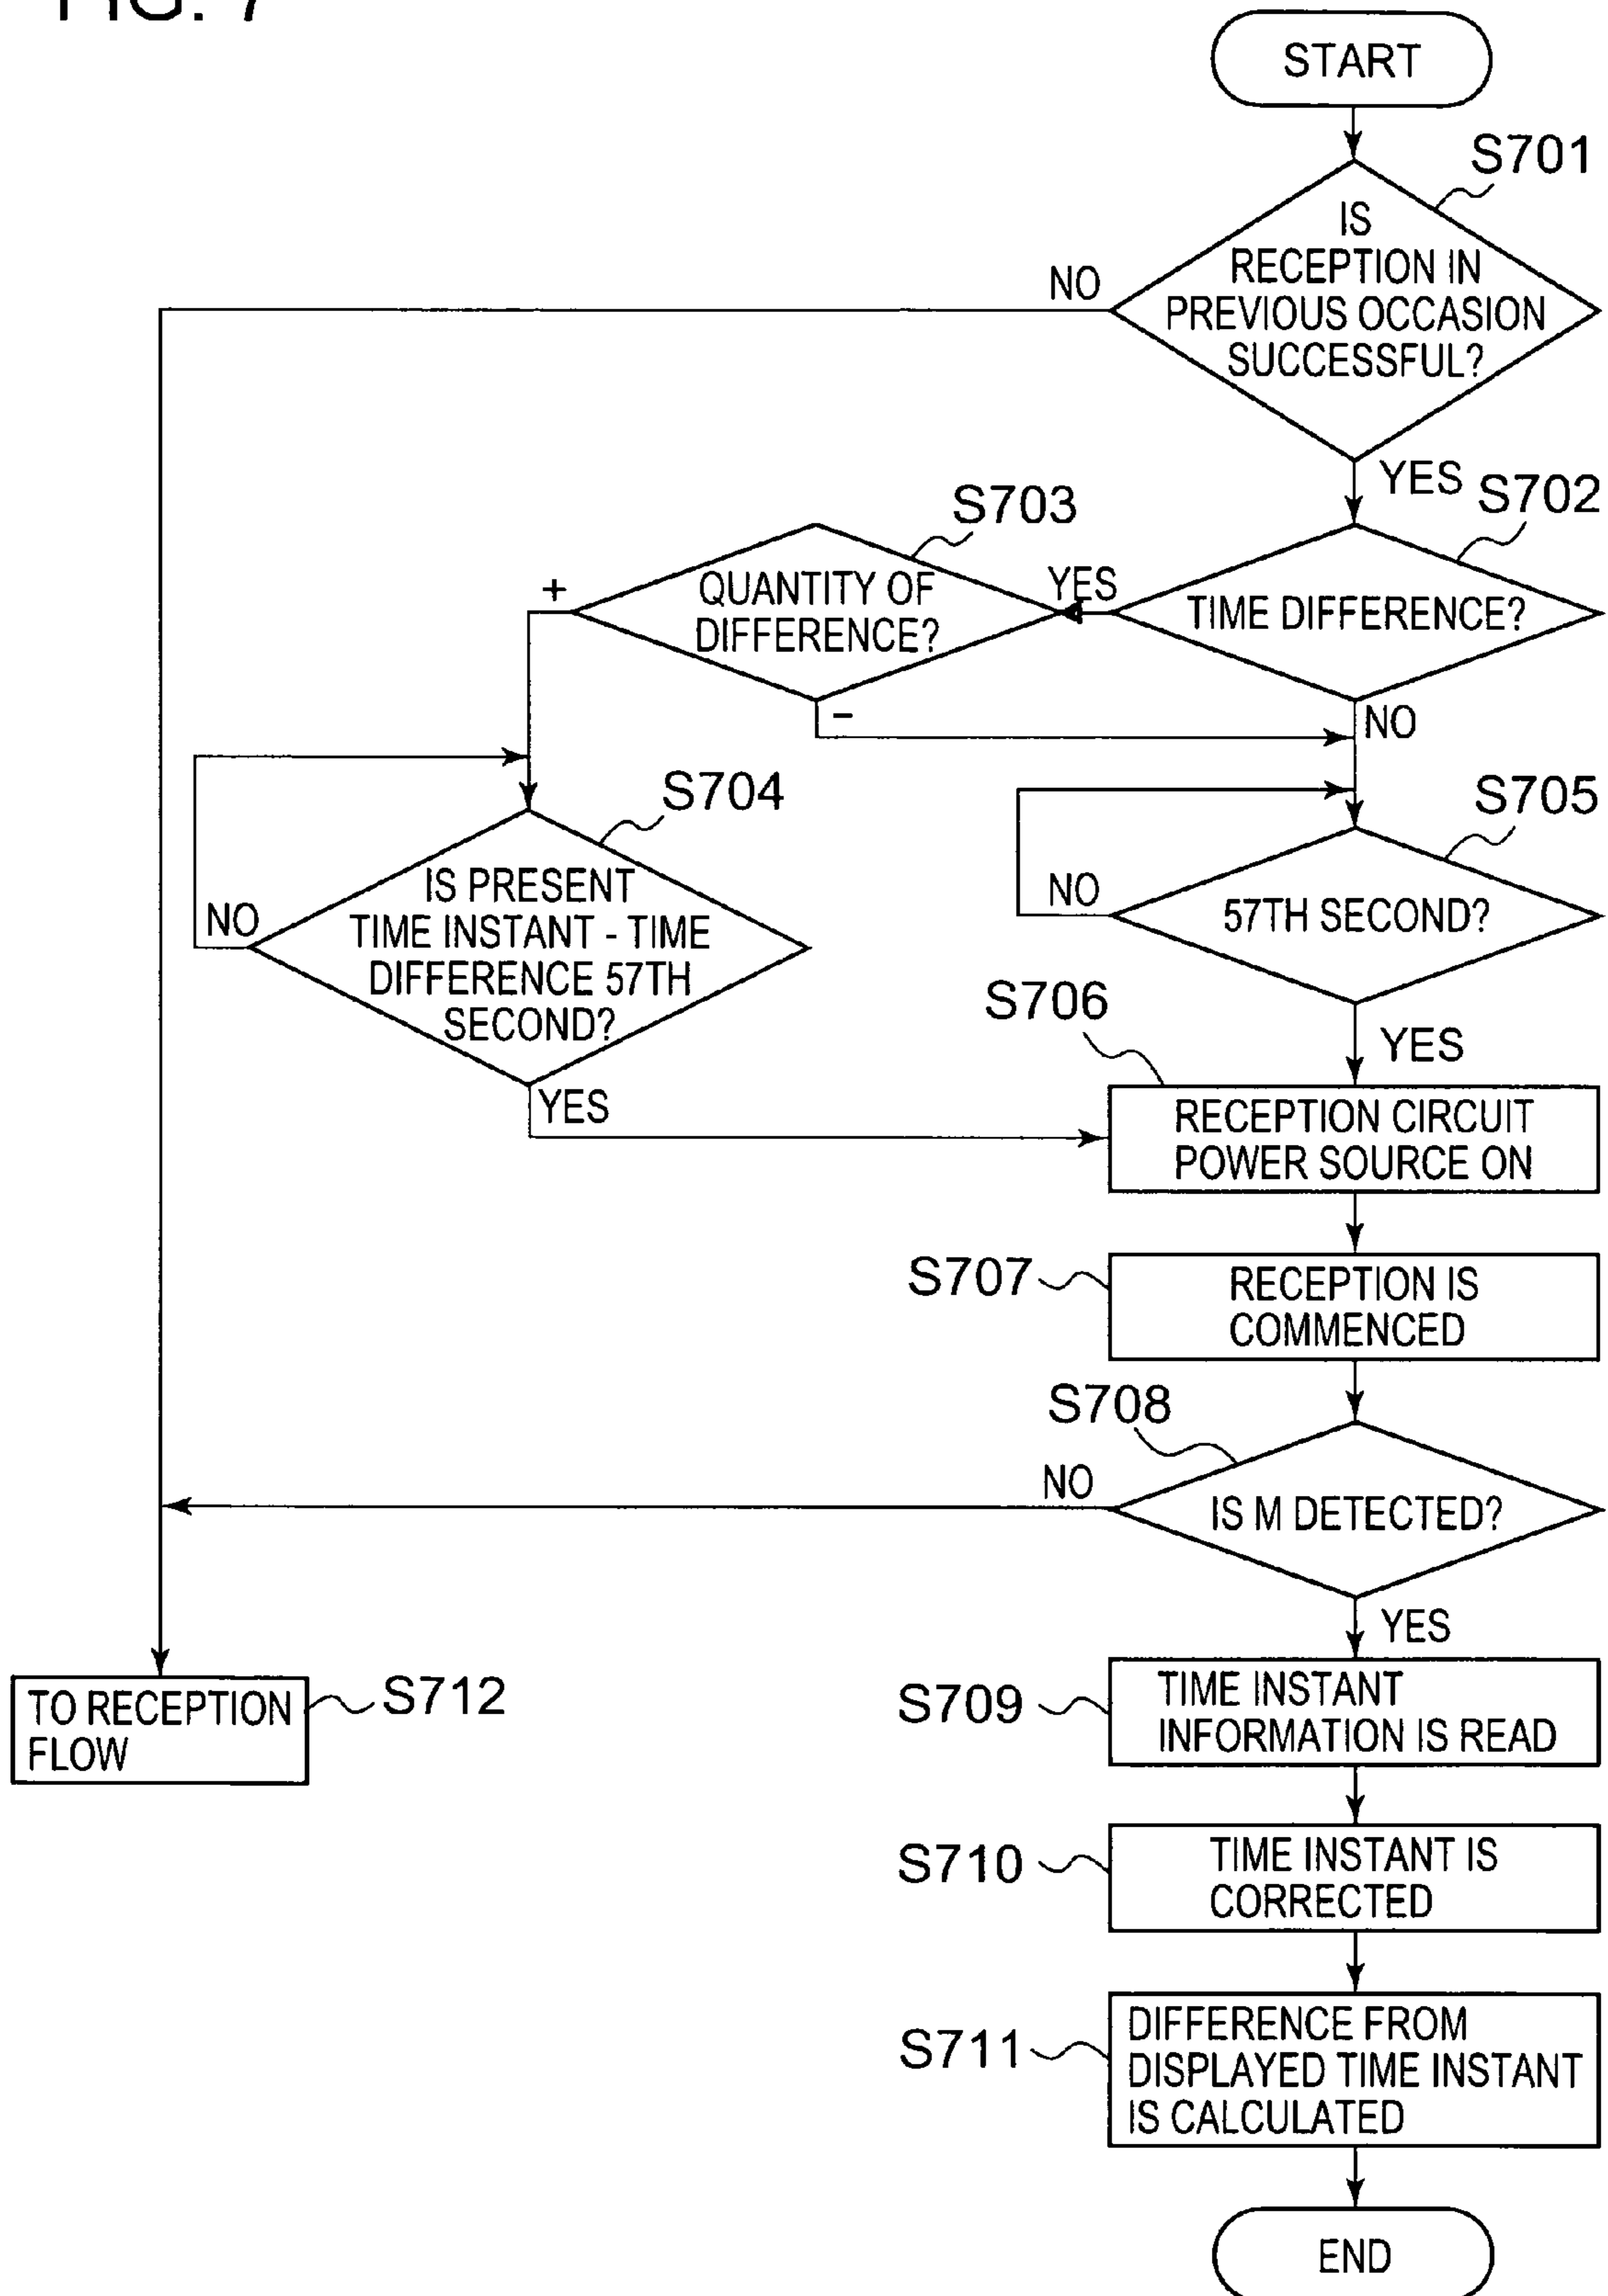 FIG. 7
START
S701
IS
RECEPTION IN
PREVIOUS OCCASION
SUCCESSFUL?
NO
YES
S702
TIME DIFFERENCE?
YES
NO
S703
QUANTITY OF
DIFFERENCE?
+
–
S704
IS PRESENT
TIME INSTANT - TIME
DIFFERENCE 57TH
SECOND?
NO
YES
S705
57TH SECOND?
NO
YES
S706
RECEPTION CIRCUIT
POWER SOURCE ON
S707
RECEPTION IS
COMMENCED
S708
IS M DETECTED?
NO
YES
S709
TIME INSTANT
INFORMATION IS READ
S712
TO RECEPTION
FLOW
S710
TIME INSTANT IS
CORRECTED
S711
DIFFERENCE FROM
DISPLAYED TIME INSTANT
IS CALCULATED
END